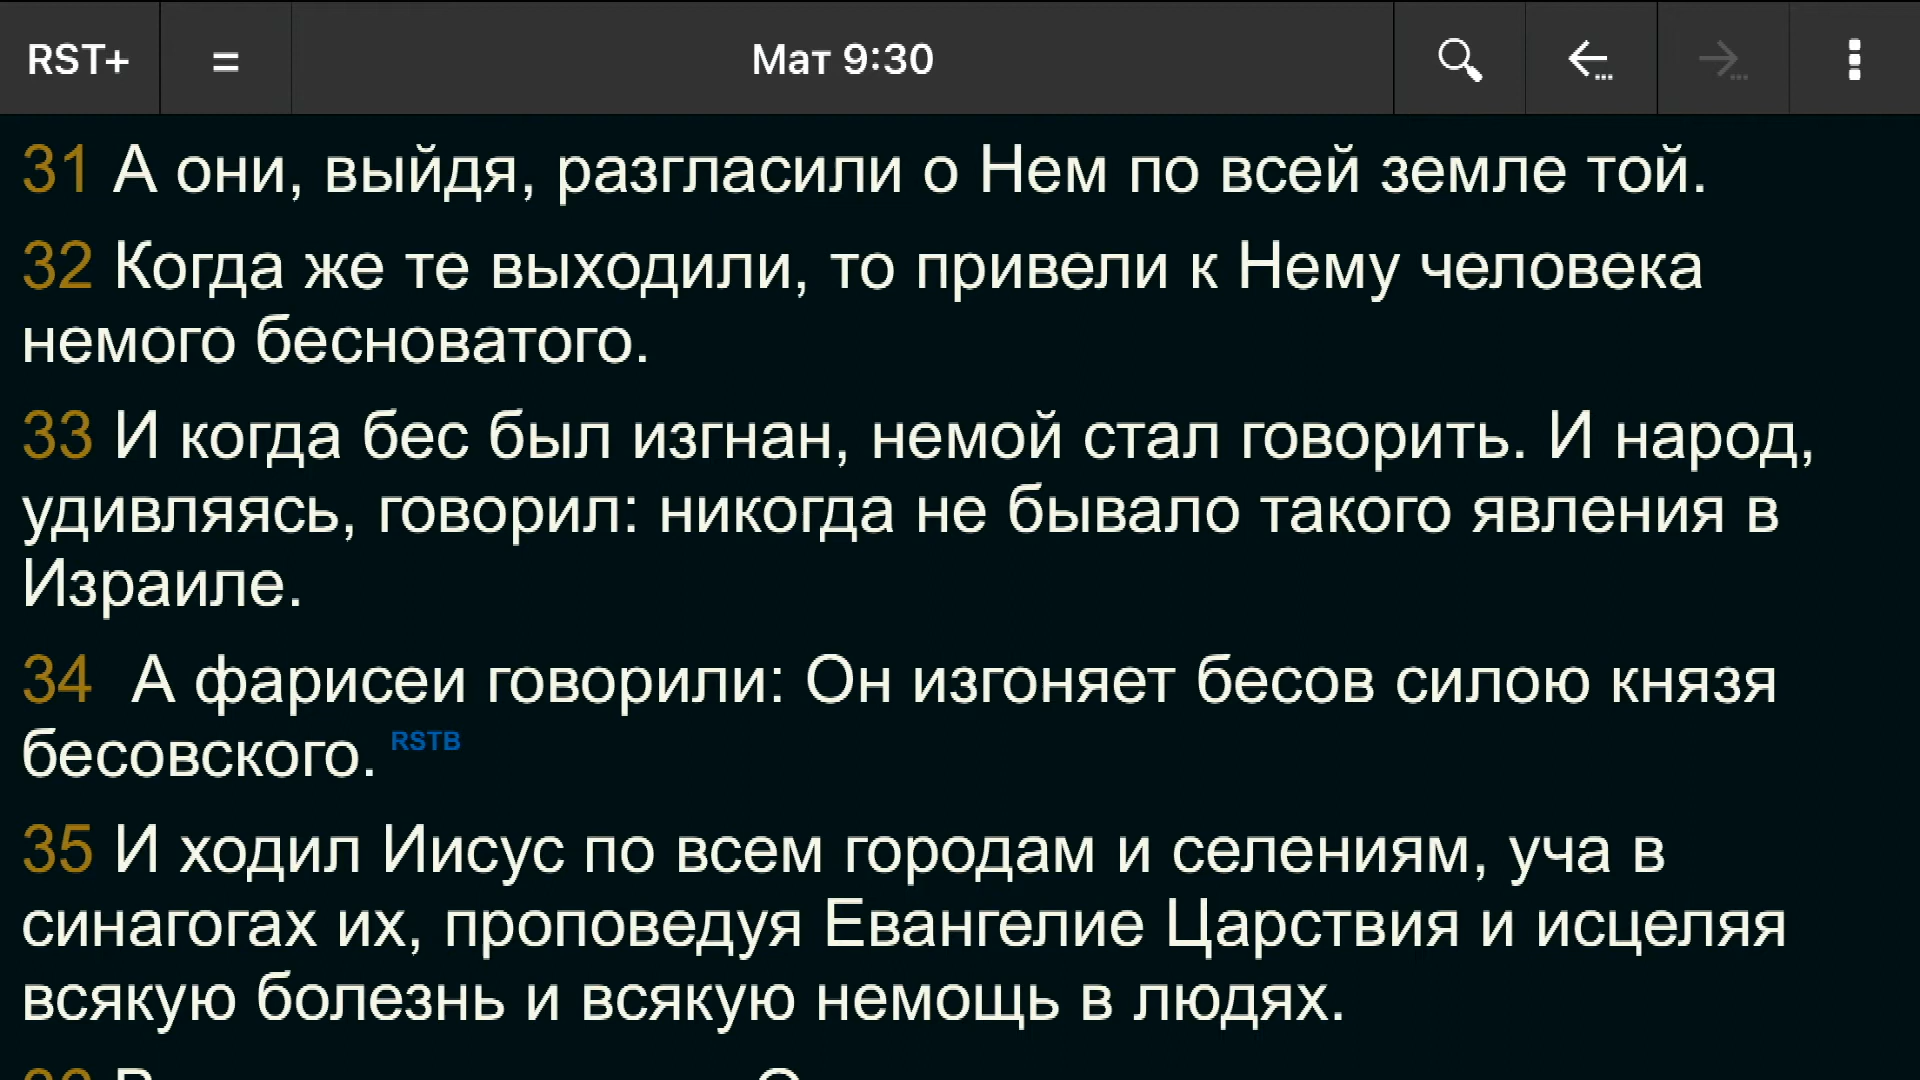 RST+ = Мат 9:30
31 А они, выйдя, разгласили о Нем по всей земле той.
32 Когда же те выходили, то привели к Нему человека
немого бесноватого.
33 И когда бес был изгнан, немой стал говорить. И народ,
удивляясь, говорил: никогда не бывало такого явления в
Израиле.
34 А фарисеи говорили: Он изгоняет бесов силою князя
бесовского. RSTB
35 И ходил Иисус по всем городам и селениям, уча в
синагогах их, проповедуя Евангелие Царствия и исцеляя
всякую болезнь и всякую немощь в людях.